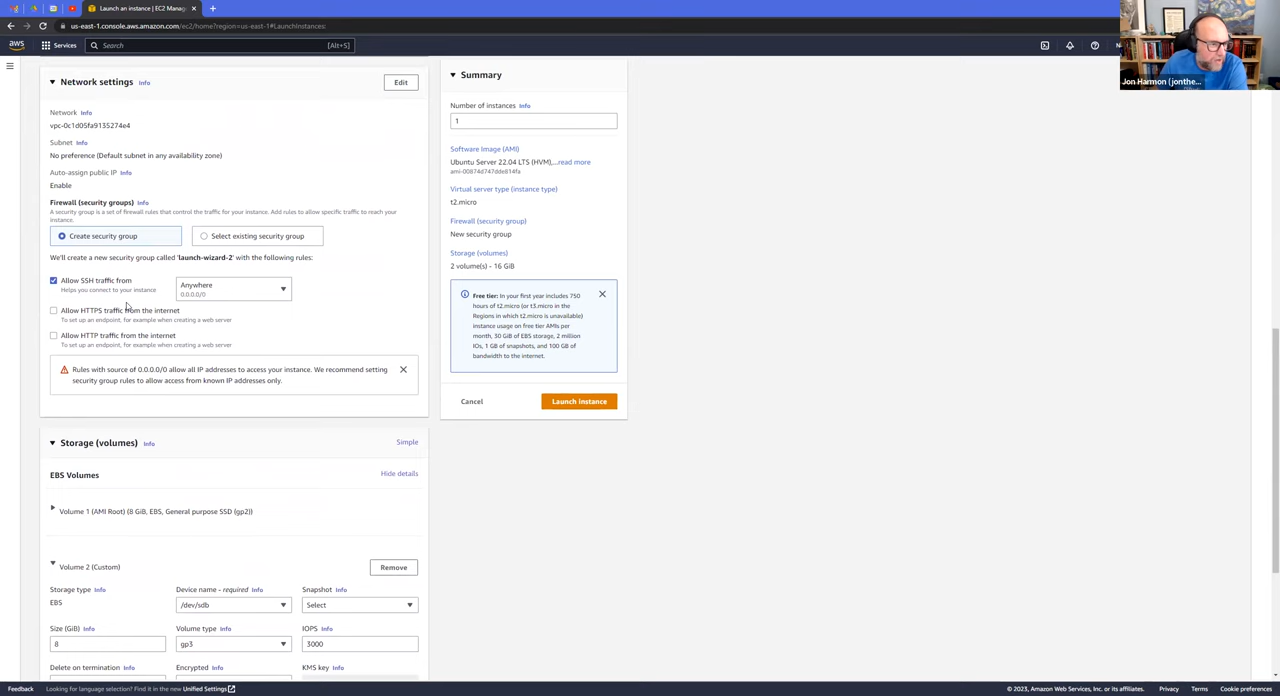 Launch an instance | EC2 Manag
us-east-1.console.aws.amazon.com/ec2/home?region=us-east-1#LaunchInstances:
aws
Services
Search
[Alt+S]
N
Jon Harmon (jonthe...
Network settings Info
Edit
Network Info
vpc-0c1d05fa9135274e4
Subnet Info
No preference (Default subnet in any availability zone)
Auto-assign public IP Info
Enable
Firewall (security groups) Info
A security group is a set of firewall rules that control the traffic for your instance. Add rules to allow specific traffic to reach your
instance.
Create security group
Select existing security group
We'll create a new security group called 'launch-wizard-2' with the following rules:
Allow SSH traffic from
Helps you connect to your instance
Anywhere
0.0.0.0/0
Allow HTTPS traffic from the internet
To set up an endpoint, for example when creating a web server
Allow HTTP traffic from the internet
To set up an endpoint, for example when creating a web server
Rules with source of 0.0.0.0/0 allow all IP addresses to access your instance. We recommend setting
security group rules to allow access from known IP addresses only.
Storage (volumes) Info
Simple
EBS Volumes
Hide details
Volume 1 (AMI Root) (8 GiB, EBS, General purpose SSD (gp2))
Volume 2 (Custom)
Remove
Storage type Info
EBS
Device name - required Info
/dev/sdb
Snapshot Info
Select
Size (GiB) Info
8
Volume type Info
gp3
IOPS Info
3000
Delete on termination Info
Encrypted Info
KMS key Info
Summary
Number of instances Info
1
Software Image (AMI)
Ubuntu Server 22.04 LTS (HVM),...read more
ami-00874d747dde814fa
Virtual server type (instance type)
t2.micro
Firewall (security group)
New security group
Storage (volumes)
2 volume(s) - 16 GiB
Free tier: In your first year includes 750
hours of t2.micro (or t3.micro in the
Regions in which t2.micro is unavailable)
instance usage on free tier AMIs per
month, 30 GiB of EBS storage, 2 million
IOs, 1 GB of snapshots, and 100 GB of
bandwidth to the internet.
Cancel
Launch instance
Feedback
Looking for language selection? Find it in the new Unified Settings
© 2023, Amazon Web Services, Inc. or its affiliates.
Privacy
Terms
Cookie preferences